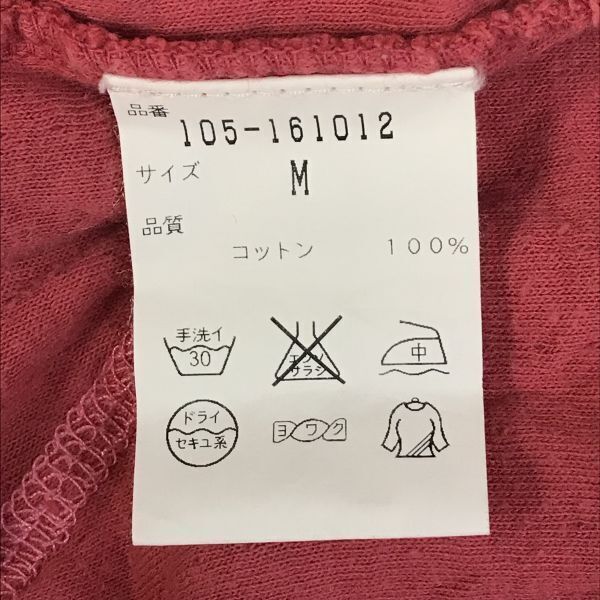 品番
105-161012
サイズ M
品質
コットン 100%
手洗イ
30
エンソ
サラシ
中
ドライ
セキユ系
ヨワク